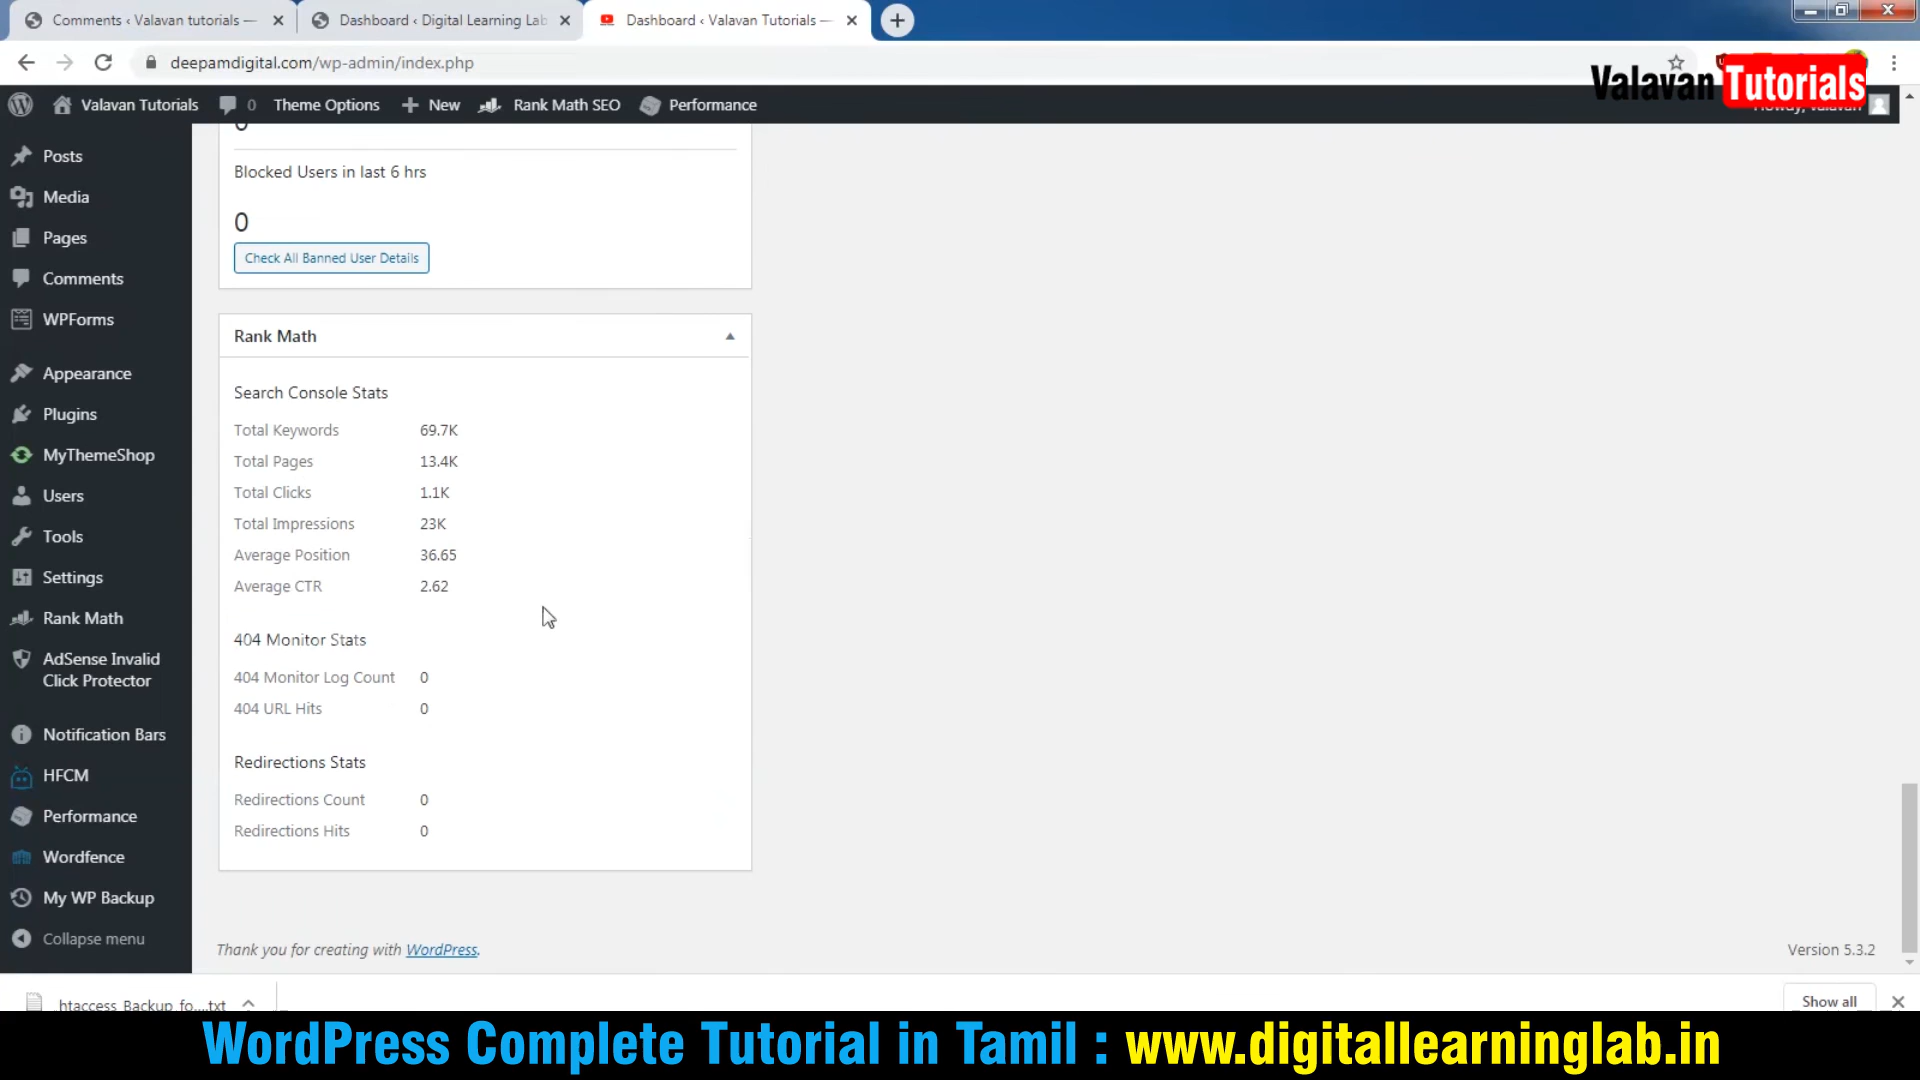 Comments ‹ Valavan tutorials —
Dashboard ‹ Digital Learning Lab
Dashboard ‹ Valavan Tutorials —
deepamdigital.com/wp-admin/index.php
Valavan Tutorials
Valavan Tutorials
0
Theme Options
New
Rank Math SEO
Performance
Posts
Media
Pages
Comments
WPForms
Appearance
Plugins
MyThemeShop
Users
Tools
Settings
Rank Math
AdSense Invalid
Click Protector
Notification Bars
HFCM
Performance
Wordfence
My WP Backup
Collapse menu
Blocked Users in last 6 hrs
0
Check All Banned User Details
Rank Math
Search Console Stats
Total Keywords 69.7K
Total Pages 13.4K
Total Clicks 1.1K
Total Impressions 23K
Average Position 36.65
Average CTR 2.62
404 Monitor Stats
404 Monitor Log Count 0
404 URL Hits 0
Redirections Stats
Redirections Count 0
Redirections Hits 0
Thank you for creating with WordPress.
Version 5.3.2
htaccess_Backup_fo....txt
Show all
WordPress Complete Tutorial in Tamil : www.digitallearninglab.in